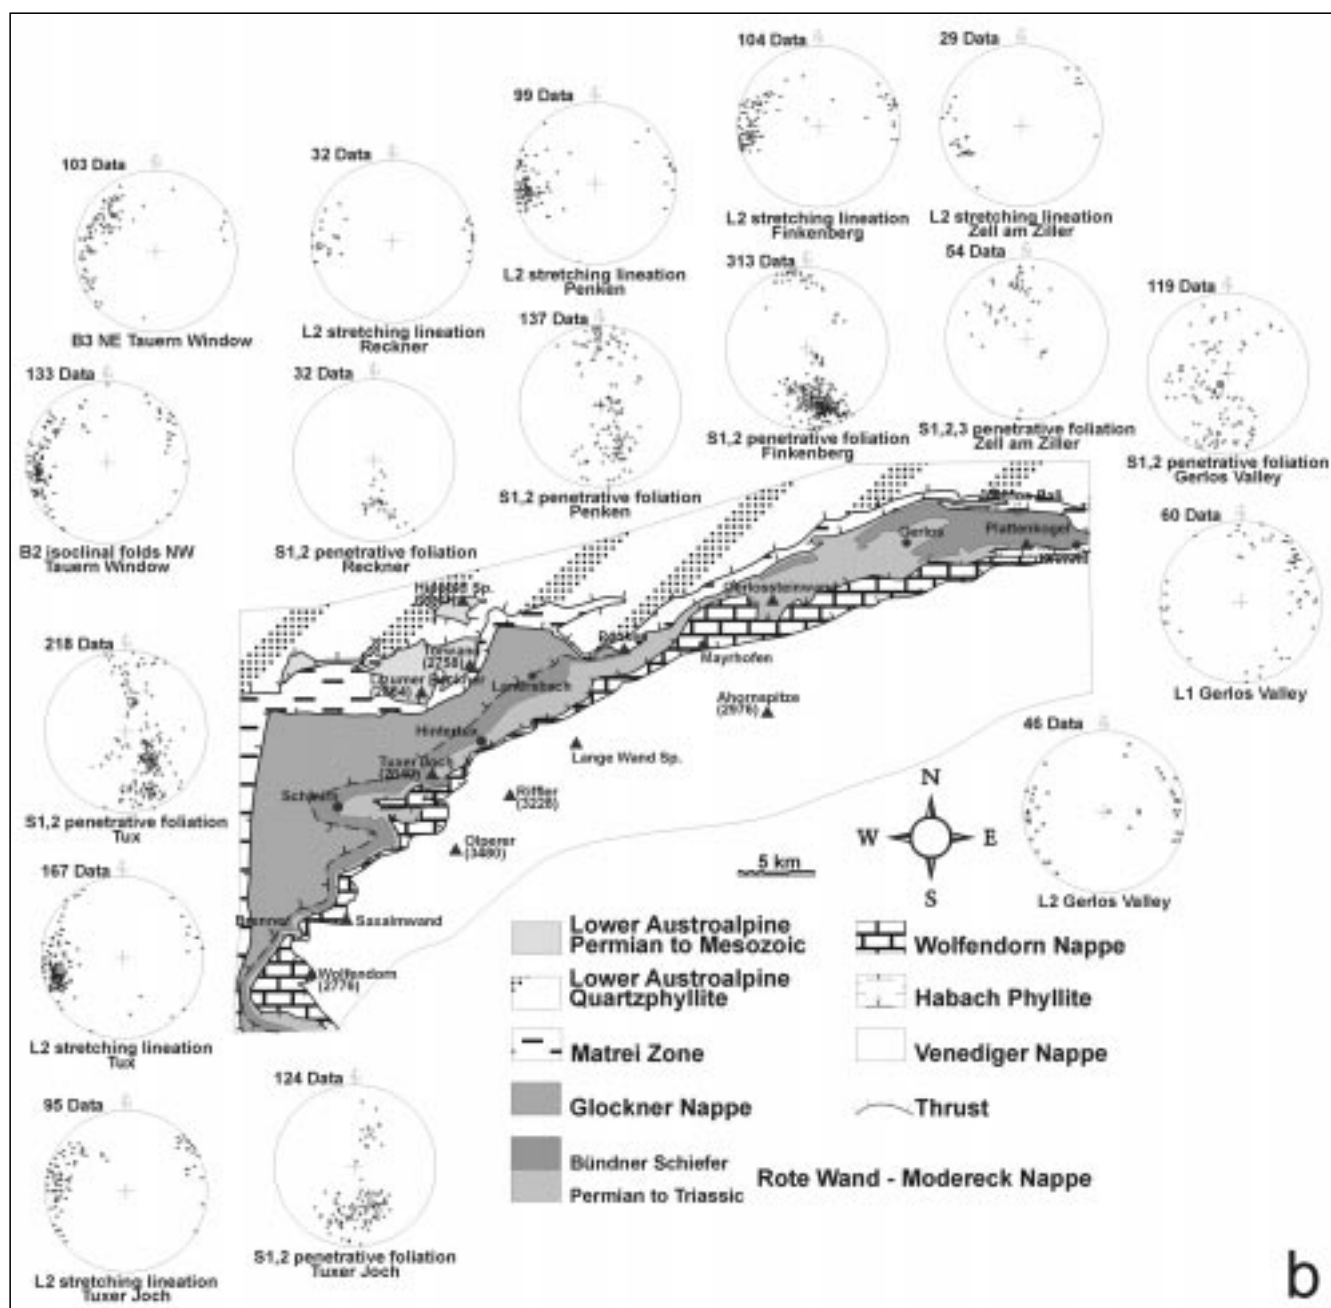 104 Data
29 Data
99 Data
103 Data
32 Data
L2 stretching lineation
Finkenberg
L2 stretching lineation
Zell am Ziller
L2 stretching lineation
Penken
313 Data
54 Data
119 Data
B3 NE Tauern Window
L2 stretching lineation
Reckner
137 Data
133 Data
32 Data
S1,2 penetrative foliation
Finkenberg
S1,2,3 penetrative foliation
Zell am Ziller
S1,2 penetrative foliation
Gerlos Valley
S1,2 penetrative foliation
Penken
60 Data
B2 isoclinal folds NW
Tauern Window
S1,2 penetrative foliation
Reckner
Gerlos
Plattenkogel
Gerlossteinwand
218 Data
(2758)
Mayrhofen
L1 Gerlos Valley
Lanersbach
Ahornspitze
(2976)
46 Data
Hintertux
Lange Wand Sp.
Tuxer Joch
Riffler
(3228)
S1,2 penetrative foliation
Tux
Olperer
(3480)
N
W
E
S
5 km
167 Data
L2 Gerlos Valley
Brenner
Saxalmwand
Wolfendorn
(2776)
Lower Austroalpine
Permian to Mesozoic
Wolfendorn Nappe
Lower Austroalpine
Quartzphyllite
Habach Phyllite
L2 stretching lineation
Tux
Matrei Zone
Venediger Nappe
124 Data
95 Data
Glockner Nappe
Thrust
Bündner Schiefer
Rote Wand - Modereck Nappe
Permian to Triassic
S1,2 penetrative foliation
Tuxer Joch
L2 stretching lineation
Tuxer Joch
b